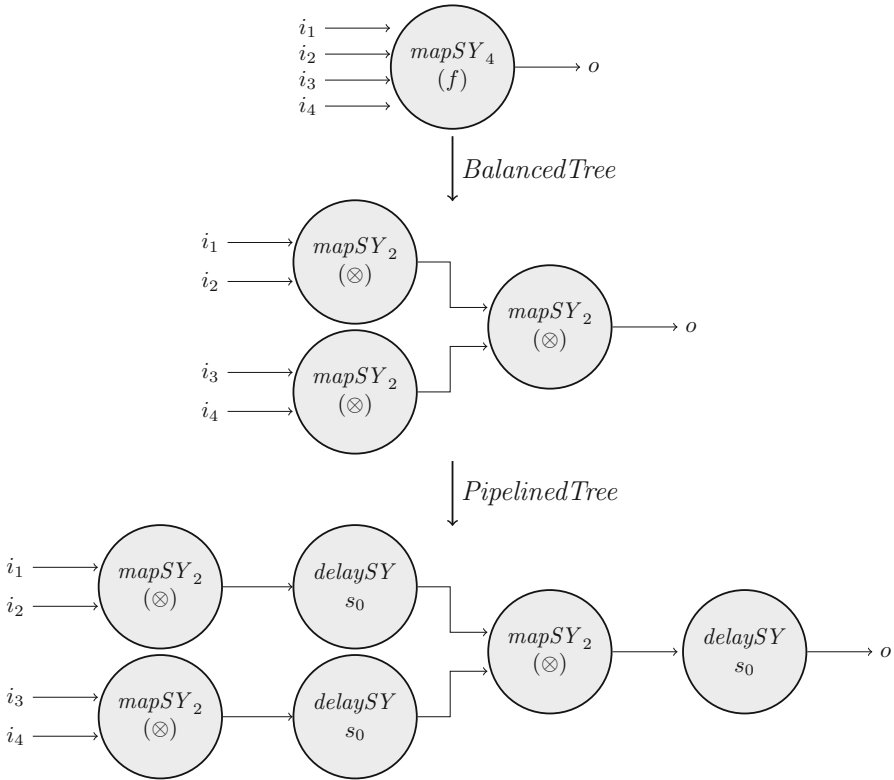 i₁
i₂
i₃
i₄
mapSY₄
(f)
o
BalancedTree
i₁
i₂
mapSY₂
(⊗)
i₃
i₄
mapSY₂
(⊗)
mapSY₂
(⊗)
o
PipelinedTree
i₁
i₂
mapSY₂
(⊗)
delaySY
s₀
i₃
i₄
mapSY₂
(⊗)
delaySY
s₀
mapSY₂
(⊗)
delaySY
s₀
o